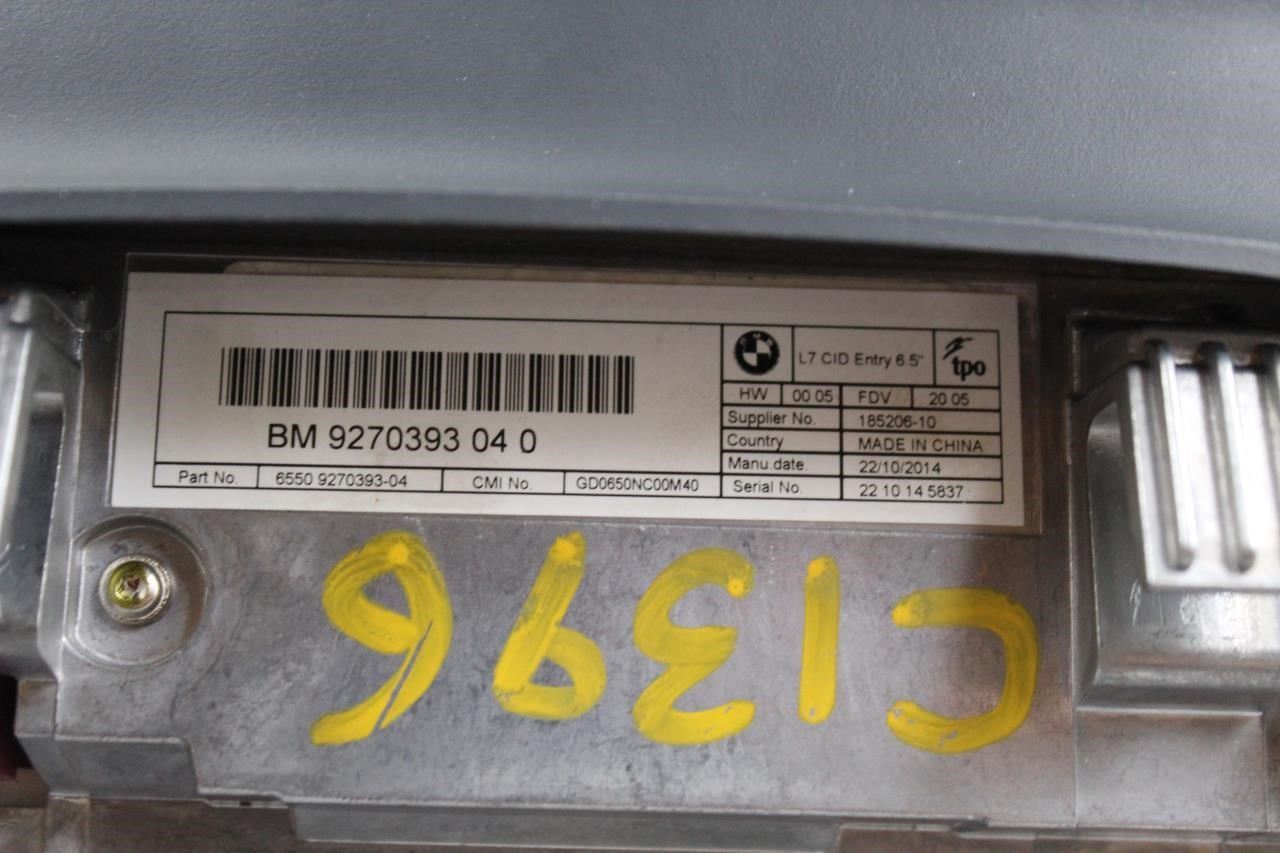 BMW
L7 CID Entry 6.5"
tpo
HW 00 05 FDV 20 05
Supplier No. 185206-10
Country MADE IN CHINA
Manu.date. 22/10/2014
Serial No. 22 10 14 5837
BM 9270393 04 0
Part No. 6550 9270393-04 CMI No. GD0650NC00M40
C1396